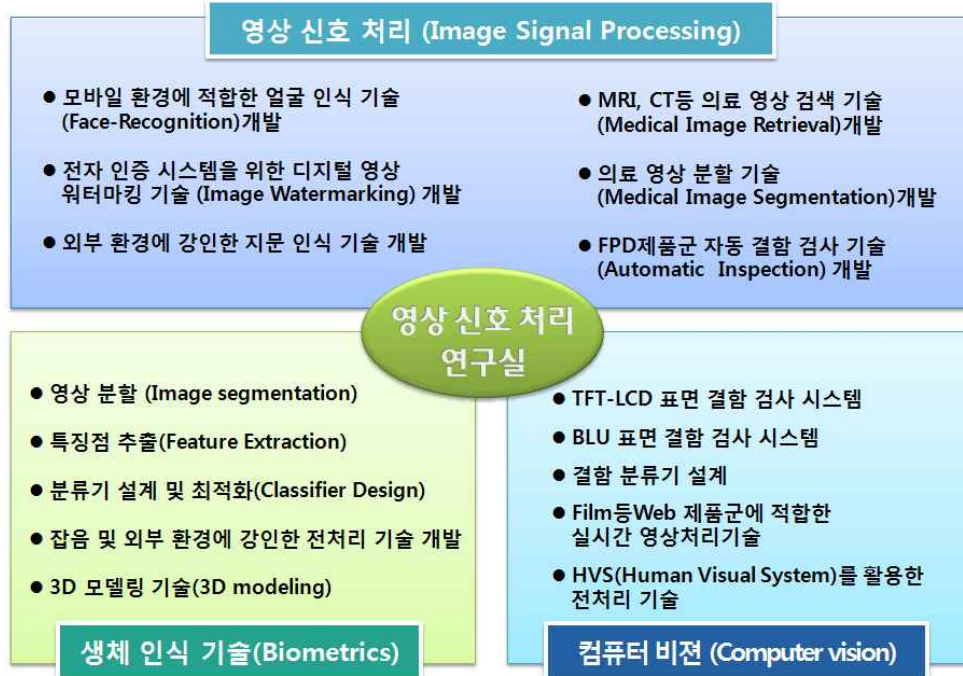 영상 신호 처리 (Image Signal Processing)
● 모바일 환경에 적합한 얼굴 인식 기술
(Face-Recognition)개발
● 전자 인증 시스템을 위한 디지털 영상
워터마킹 기술 (Image Watermarking) 개발
● 외부 환경에 강인한 지문 인식 기술 개발
● MRI, CT등 의료 영상 검색 기술
(Medical Image Retrieval)개발
● 의료 영상 분할 기술
(Medical Image Segmentation)개발
● FPD제품군 자동 결함 검사 기술
(Automatic Inspection) 개발
영상 신호 처리
연구실
● 영상 분할 (Image segmentation)
● 특징점 추출(Feature Extraction)
● 분류기 설계 및 최적화(Classifier Design)
● 잡음 및 외부 환경에 강인한 전처리 기술 개발
● 3D 모델링 기술(3D modeling)
생체 인식 기술(Biometrics)
● TFT-LCD 표면 결함 검사 시스템
● BLU 표면 결함 검사 시스템
● 결함 분류기 설계
● Film등Web 제품군에 적합한
실시간 영상처리기술
● HVS(Human Visual System)를 활용한
전처리 기술
컴퓨터 비젼 (Computer vision)